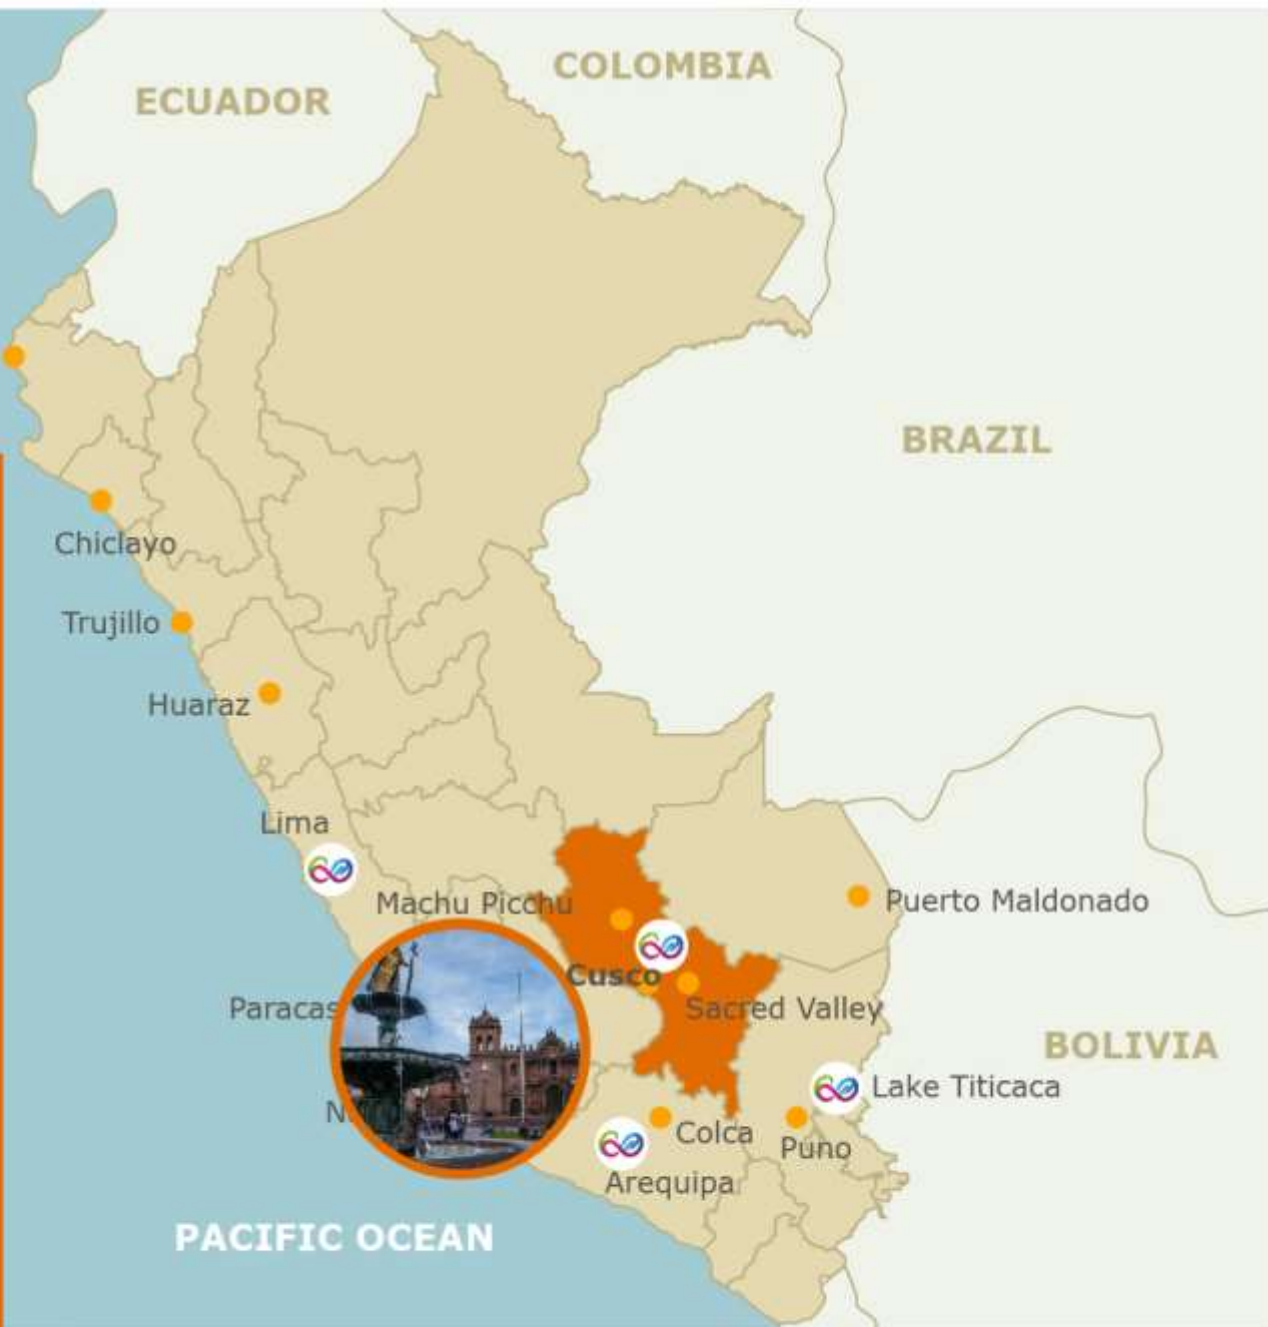 COLOMBIA
ECUADOR
BRAZIL
Chiclayo
Trujillo
Huaraz
Lima
Machu Picchu
Puerto Maldonado
Cusco
Paracas
Sacred Valley
BOLIVIA
Lake Titicaca
Colca
Puno
Arequipa
PACIFIC OCEAN